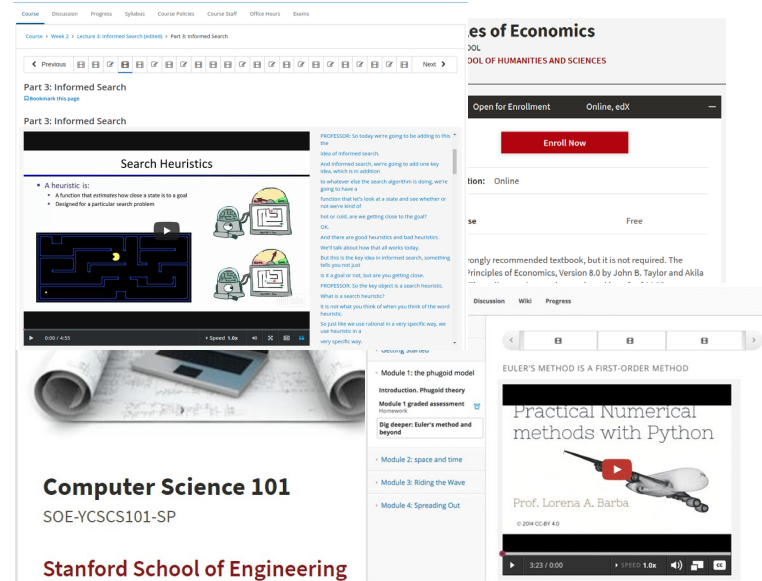 Course Discussion Progress Syllabus Course Policies Course Staff Office Hours Exams
Course › Week 2 › Lecture 3: Informed Search (edited) › Part 3: Informed Search
Previous Next
Part 3: Informed Search
Bookmark this page
Part 3: Informed Search
Search Heuristics
▪ A heuristic is:
▪ A function that estimates how close a state is to a goal
▪ Designed for a particular search problem
0:00 / 4:55 Speed 1.0x
PROFESSOR: So today we're going to be adding to this
the
idea of informed search.
And informed search, we're going to add one key
idea, which is in addition
to whatever else the search algorithm is doing, we're
going to have a
function that let's look at a state and see whether or
not we're kind of
hot or cold, are we getting close to the goal?
OK.
And there are good heuristics and bad heuristics.
We'll talk about how that all works today.
But this is the key idea in informed search, something
tells you not just
is it a goal or not, but are you getting close.
PROFESSOR: So the key object is a search heuristic.
What is a search heuristic?
It is not what you think of when you think of the word
heuristic.
So just like we use rational in a very specific way, we
use heuristic in a
very specific way.
es of Economics
OOL
OOL OF HUMANITIES AND SCIENCES
Open for Enrollment Online, edX
Enroll Now
tion: Online
se Free
rongly recommended textbook, but it is not required. The
Principles of Economics, Version 8.0 by John B. Taylor and Akila
Discussion Wiki Progress
EULER'S METHOD IS A FIRST-ORDER METHOD
Practical Numerical
methods with Python
Prof. Lorena A. Barba
© 2014 CC-BY 4.0
3:23 / 0:00 SPEED 1.0x CC
Getting Started
Module 1: the phugoid model
Introduction. Phugoid theory
Module 1 graded assessment
Homework
Dig deeper: Euler's method and
beyond
Module 2: space and time
Module 3: Riding the Wave
Module 4: Spreading Out
Computer Science 101
SOE-YCSCS101-SP
Stanford School of Engineering